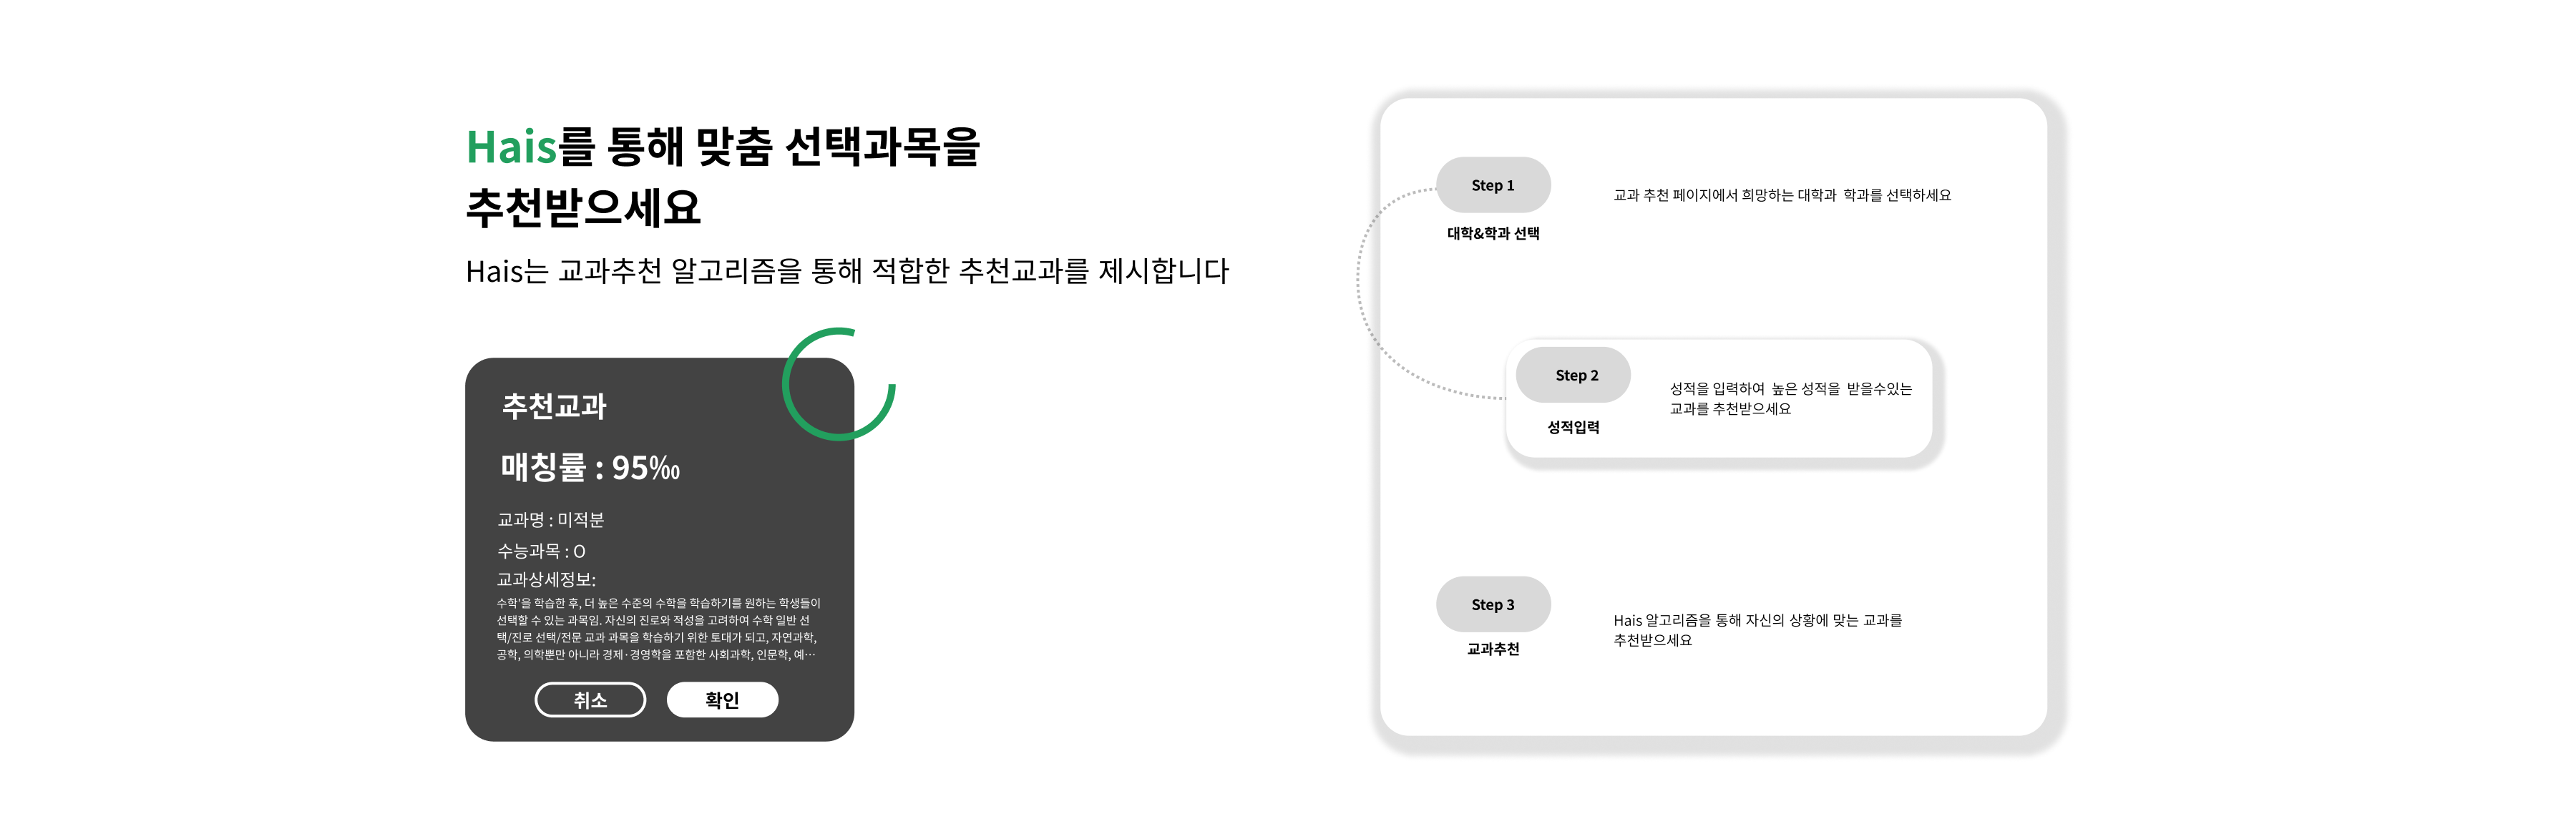 Hais를 통해 맞춤 선택과목을
추천받으세요
Hais는 교과추천 알고리즘을 통해 적합한 추천교과를 제시합니다
추천교과
매칭률 : 95‰
교과명 : 미적분
수능과목 : O
교과상세정보:
수학'을 학습한 후, 더 높은 수준의 수학을 학습하기를 원하는 학생들이
선택할 수 있는 과목임. 자신의 진로와 적성을 고려하여 수학 일반 선
택/진로 선택/전문 교과 과목을 학습하기 위한 토대가 되고, 자연과학,
공학, 의학뿐만 아니라 경제·경영학을 포함한 사회과학, 인문학, 예…
취소
확인
Step 1
대학&학과 선택
교과 추천 페이지에서 희망하는 대학과 학과를 선택하세요
Step 2
성적입력
성적을 입력하여 높은 성적을 받을수있는
교과를 추천받으세요
Step 3
교과추천
Hais 알고리즘을 통해 자신의 상황에 맞는 교과를
추천받으세요